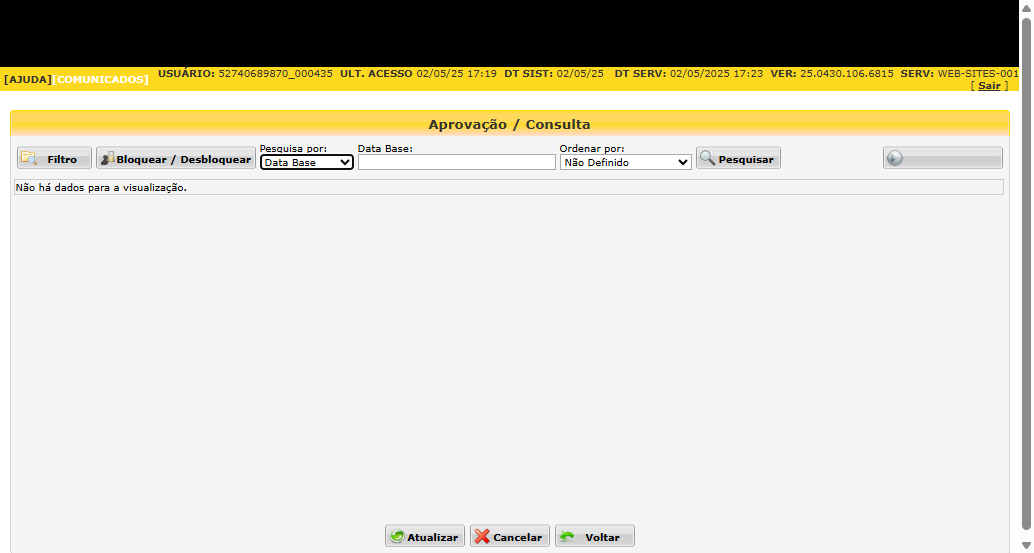 [AJUDA][COMUNICADOS] USUÁRIO: 52740689870_000435 ULT. ACESSO 02/05/25 17:19 DT SIST: 02/05/25 DT SERV: 02/05/2025 17:23 VER: 25.0430.106.6815 SERV: WEB-SITES-001
[ Sair ]
Aprovação / Consulta
Pesquisa por: Data Base: Ordenar por:
Filtro Bloquear / Desbloquear Data Base Não Definido Pesquisar
Não há dados para a visualização.
Atualizar Cancelar Voltar